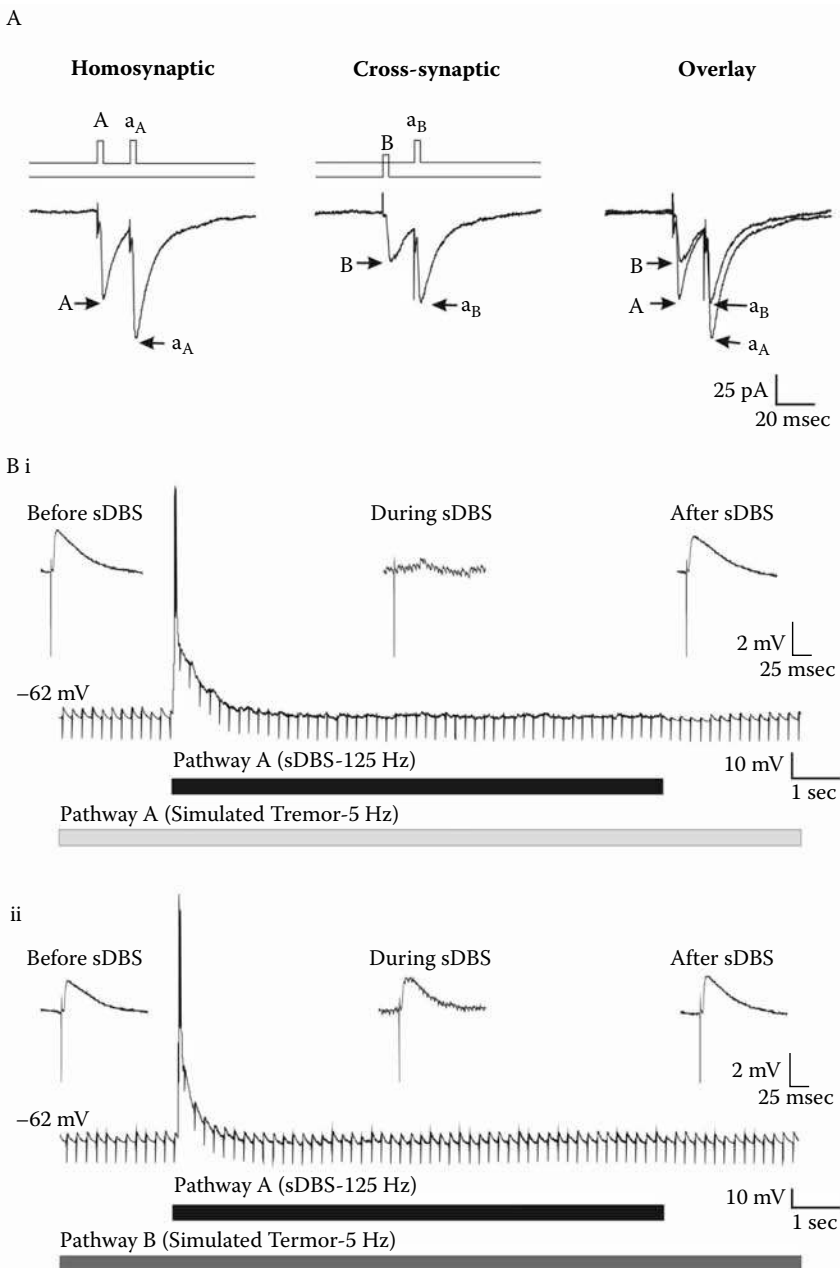 A
Homosynaptic Cross-synaptic Overlay
A a_A
B a_B
B
A
B
A
a_B
a_B
a_A
a_A
25 pA
20 msec
B i
Before sDBS During sDBS After sDBS
2 mV
25 msec
−62 mV
10 mV
1 sec
Pathway A (sDBS-125 Hz)
Pathway A (Simulated Tremor-5 Hz)
ii
Before sDBS During sDBS After sDBS
2 mV
25 msec
−62 mV
10 mV
1 sec
Pathway A (sDBS-125 Hz)
Pathway B (Simulated Termor-5 Hz)